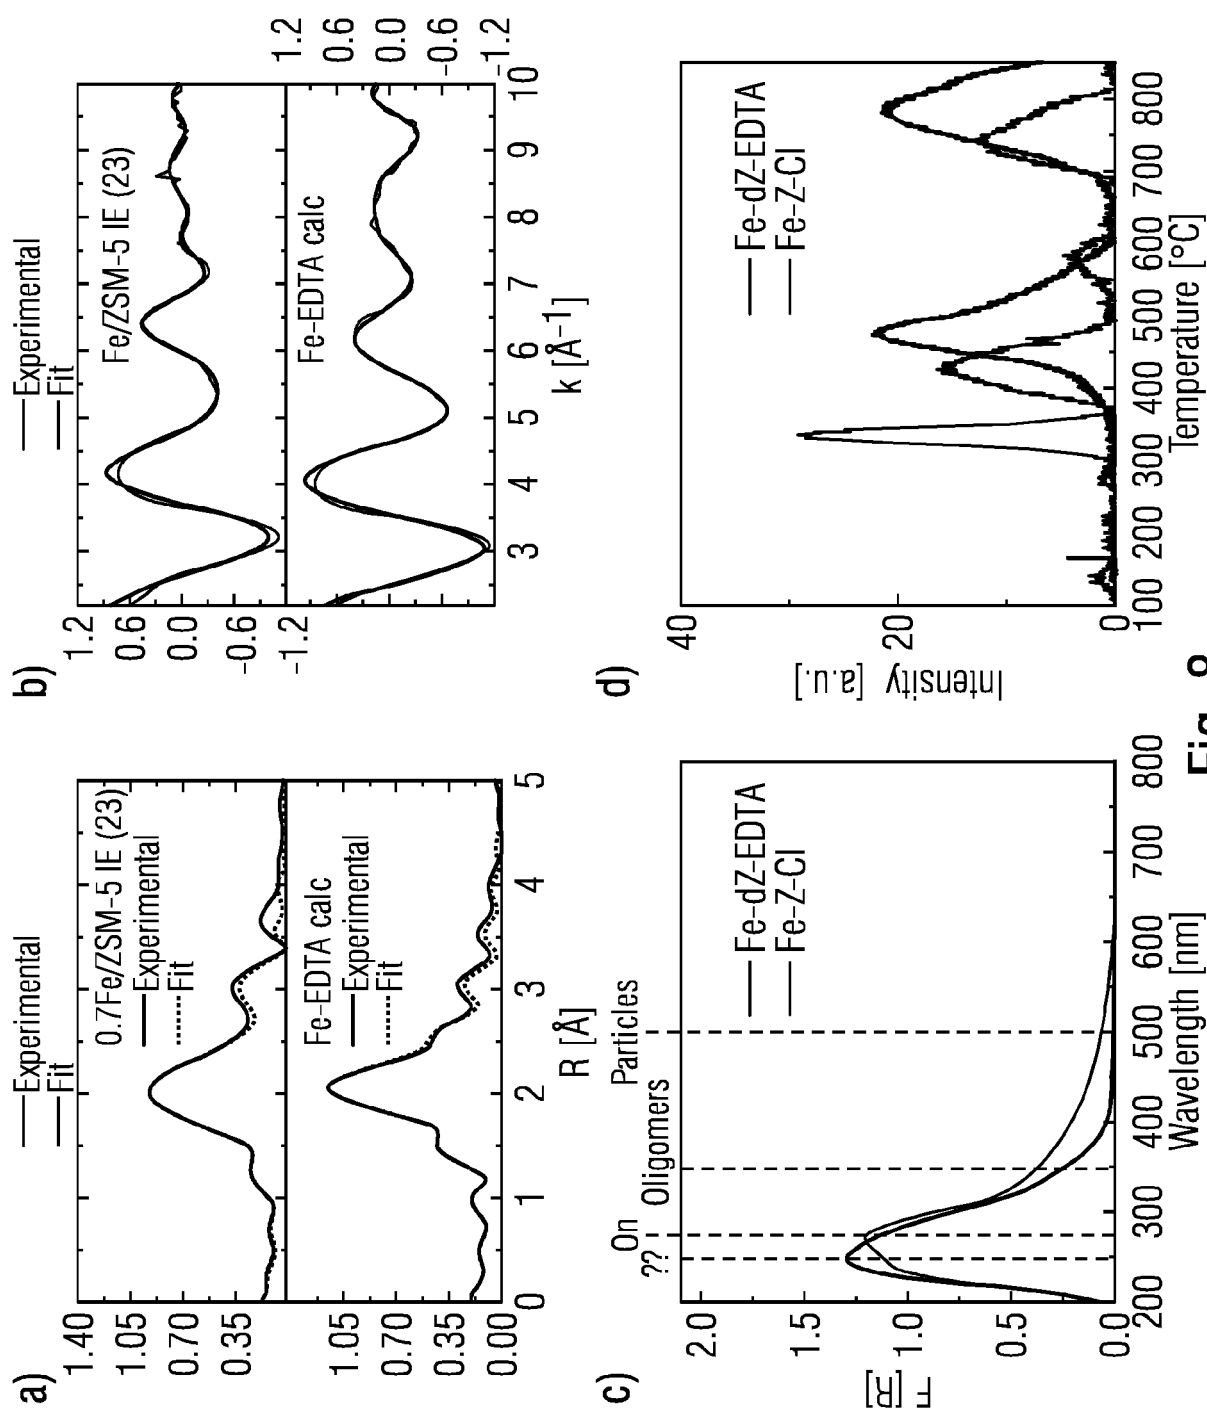 a)
Experimental
Fit
1.40
1.05
0.70
0.35
0.7Fe/ZSM-5 IE (23)
Experimental
Fit
1.05
0.70
0.35
0.00
Fe-EDTA calc
Experimental
Fit
0 1 2 3 4 5
R [Å]
b)
Experimental
Fit
1.2
0.6
0.0
-0.6
-1.2
Fe/ZSM-5 IE (23)
1.2
0.6
0.0
-0.6
-1.2
Fe-EDTA calc
3 4 5 6 7 8 9 10
k [Å-1]
c)
F [R]
2.0
1.5
1.0
0.5
0.0
?? On Oligomers Particles
Fe-dZ-EDTA
Fe-Z-Cl
200 300 400 500 600 700 800
Wavelength [nm]
d)
Intensity [a.u.]
40
20
0
Fe-dZ-EDTA
Fe-Z-Cl
100 200 300 400 500 600 700 800
Temperature [°C]